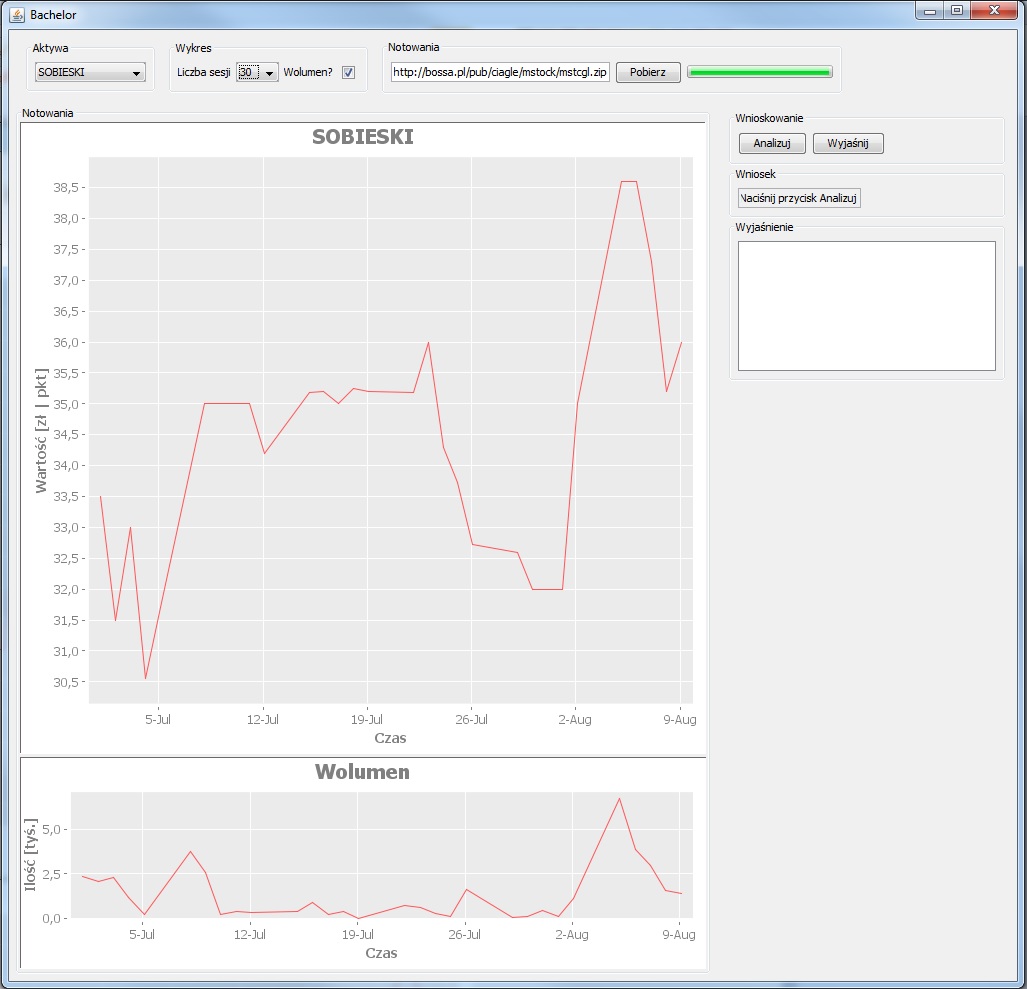 Bachelor
Aktywa
SOBIESKI
Wykres
Liczba sesji 30 Wolumen?
Notowania
http://bossa.pl/pub/ciagle/mstock/mstcgl.zip Pobierz
Notowania
SOBIESKI
38,5
38,0
37,5
37,0
36,5
36,0
35,5
35,0
34,5
34,0
33,5
33,0
32,5
32,0
31,5
31,0
30,5
Wartość [zł | pkt]
5-Jul 12-Jul 19-Jul 26-Jul 2-Aug 9-Aug
Czas
Wolumen
5,0
2,5
0,0
Ilość [tyś.]
5-Jul 12-Jul 19-Jul 26-Jul 2-Aug 9-Aug
Czas
Wnioskowanie
Analizuj Wyjaśnij
Wniosek
Naciśnij przycisk Analizuj
Wyjaśnienie